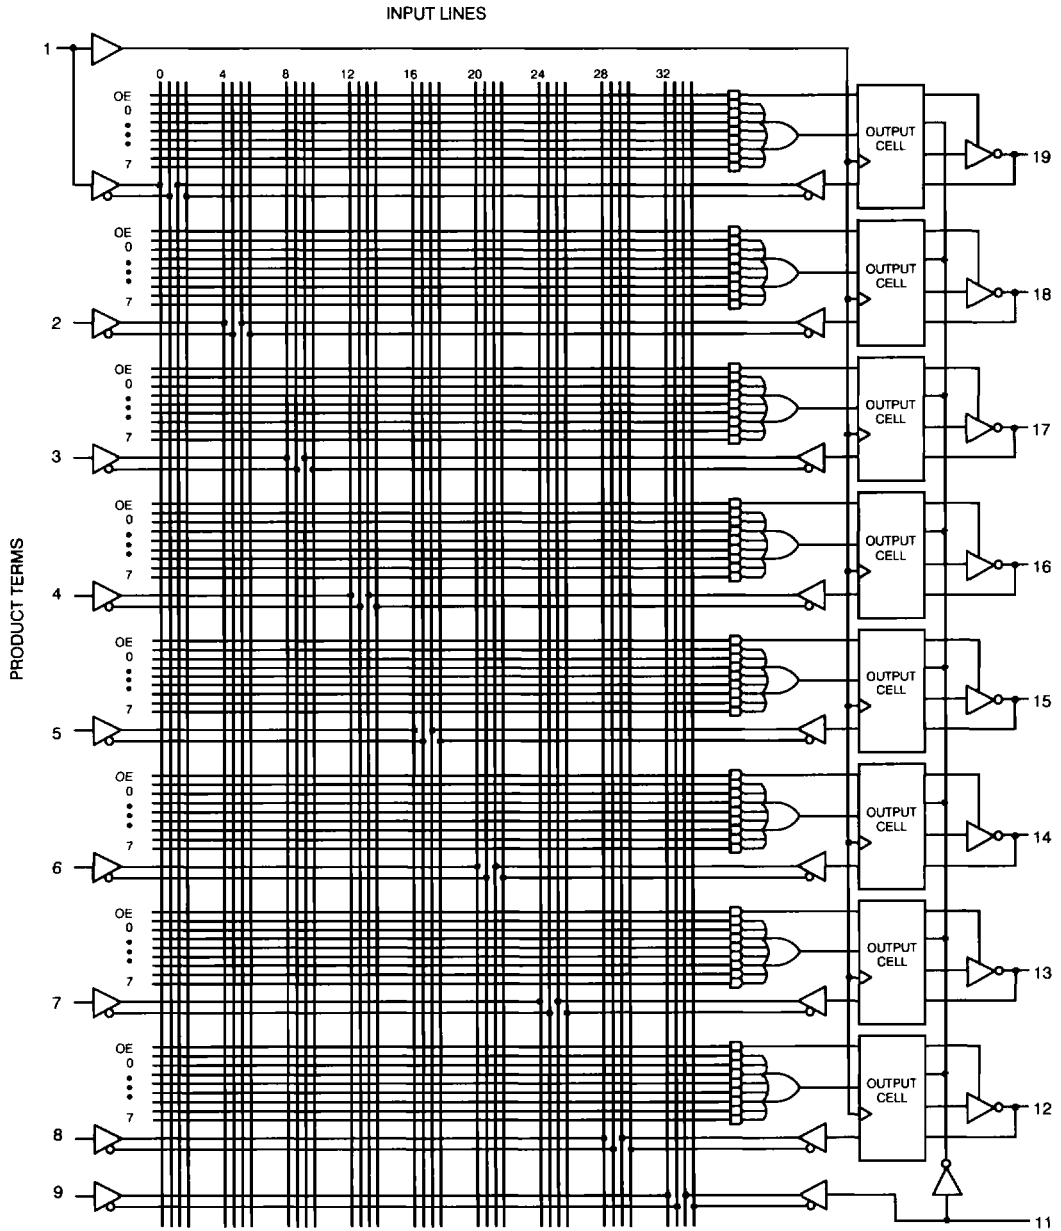 INPUT LINES
1
0 4 8 12 16 20 24 28 32
OE
0
7
OUTPUT
CELL
19
OE
0
7
OUTPUT
CELL
2
18
OE
0
7
OUTPUT
CELL
3
17
PRODUCT TERMS
OE
0
7
OUTPUT
CELL
4
16
OE
0
7
OUTPUT
CELL
5
15
OE
0
7
OUTPUT
CELL
6
14
OE
0
7
OUTPUT
CELL
7
13
OE
0
7
OUTPUT
CELL
8
12
9
11